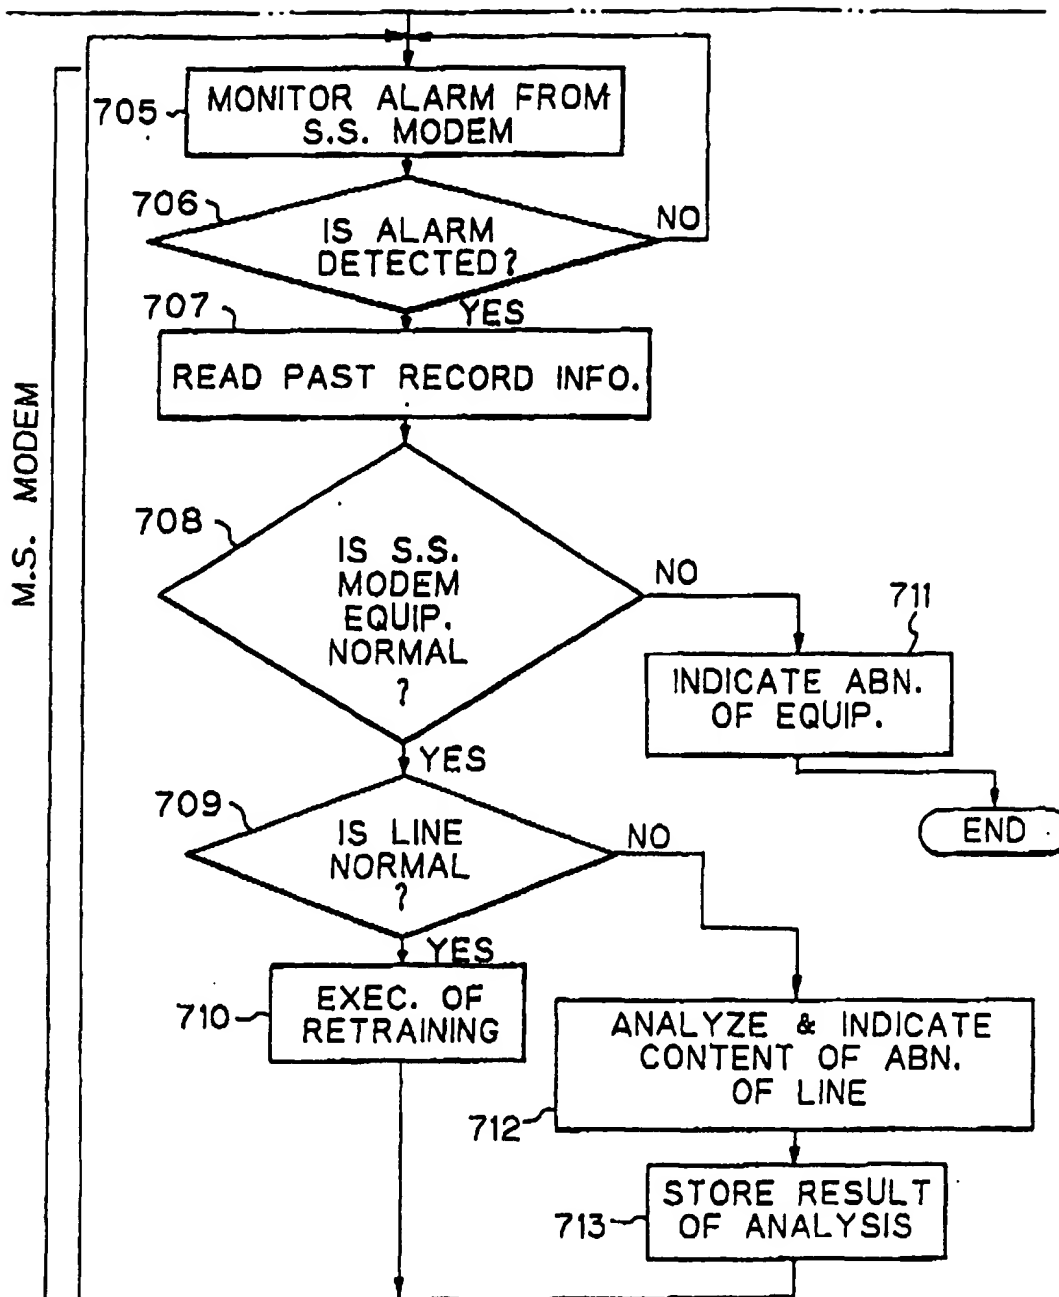 705
MONITOR ALARM FROM
S.S. MODEM
706
IS ALARM
DETECTED?
NO
YES
707
READ PAST RECORD INFO.
M.S. MODEM
708
IS S.S.
MODEM
EQUIP.
NORMAL
?
NO
711
INDICATE ABN.
OF EQUIP.
END
YES
709
IS LINE
NORMAL
?
NO
YES
710
EXEC. OF
RETRAINING
712
ANALYZE & INDICATE
CONTENT OF ABN.
OF LINE
713
STORE RESULT
OF ANALYSIS